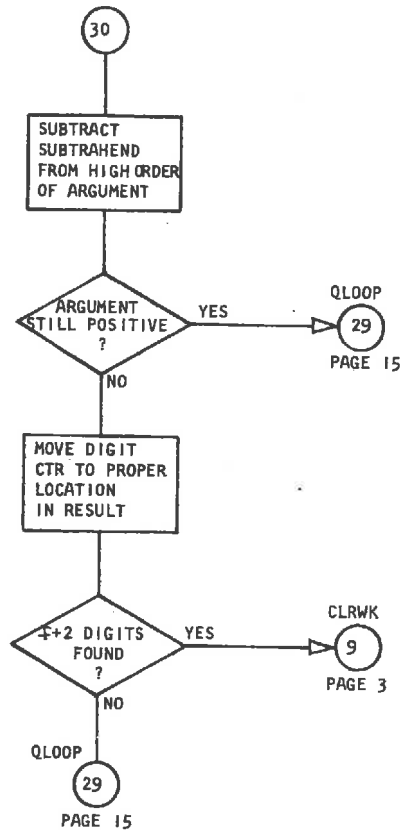 30
SUBTRACT
SUBTRAHEND
FROM HIGH ORDER
OF ARGUMENT
ARGUMENT
STILL POSITIVE
?
YES
QLOOP
29
PAGE 15
NO
MOVE DIGIT
CTR TO PROPER
LOCATION
IN RESULT
+2 DIGITS
FOUND
?
YES
CLRWK
9
PAGE 3
NO
QLOOP
29
PAGE 15